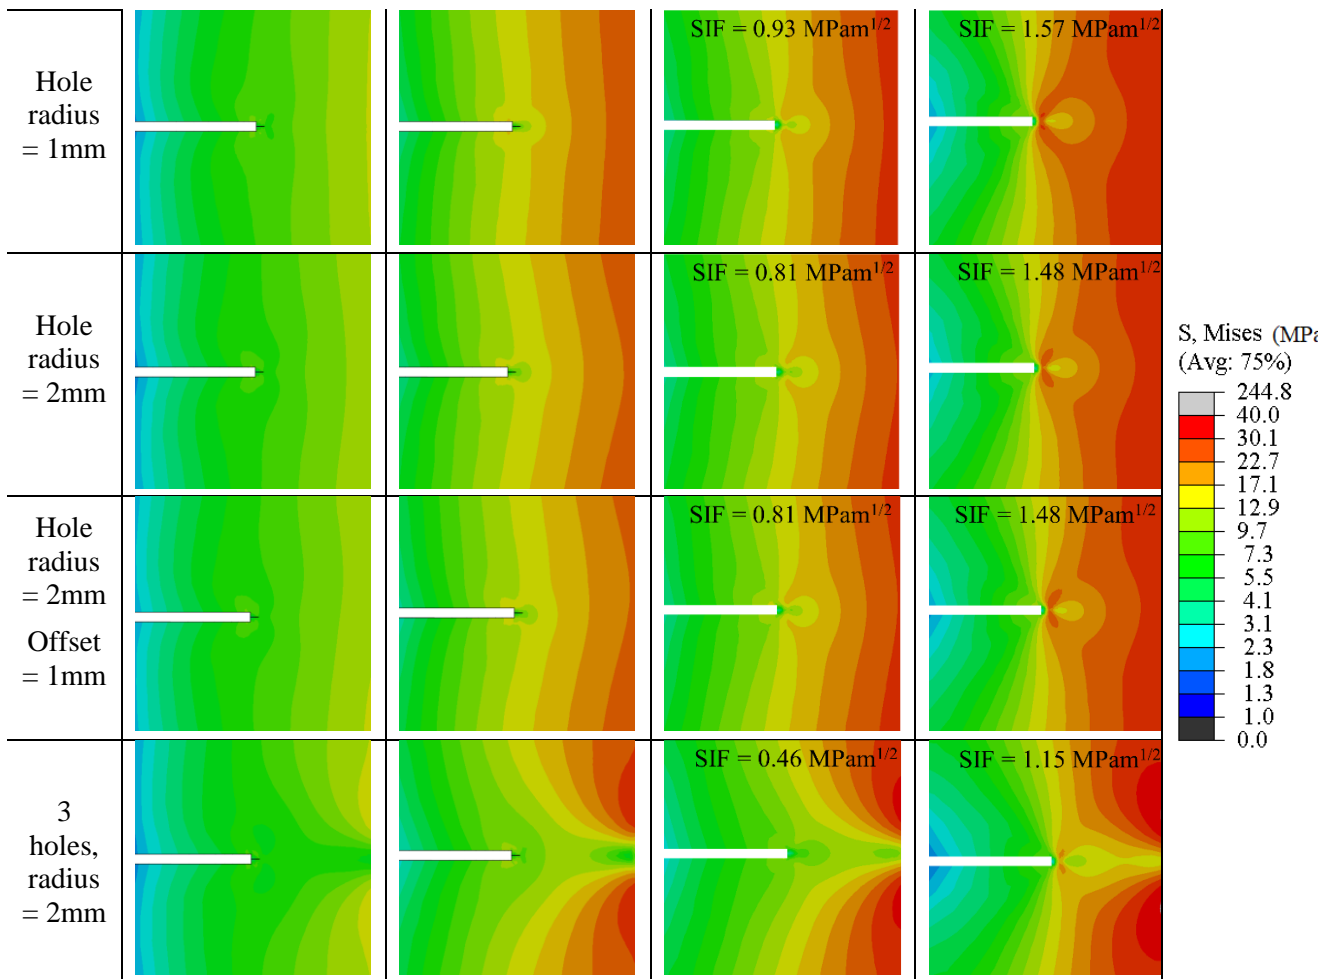 Hole
radius
= 1mm
SIF = 0.93 MPam1/2
SIF = 1.57 MPam1/2
Hole
radius
= 2mm
SIF = 0.81 MPam1/2
SIF = 1.48 MPam1/2
Hole
radius
= 2mm
Offset
= 1mm
SIF = 0.81 MPam1/2
SIF = 1.48 MPam1/2
3
holes,
radius
= 2mm
SIF = 0.46 MPam1/2
SIF = 1.15 MPam1/2
S, Mises (MPa
(Avg: 75%)
244.8
40.0
30.1
22.7
17.1
12.9
9.7
7.3
5.5
4.1
3.1
2.3
1.8
1.3
1.0
0.0